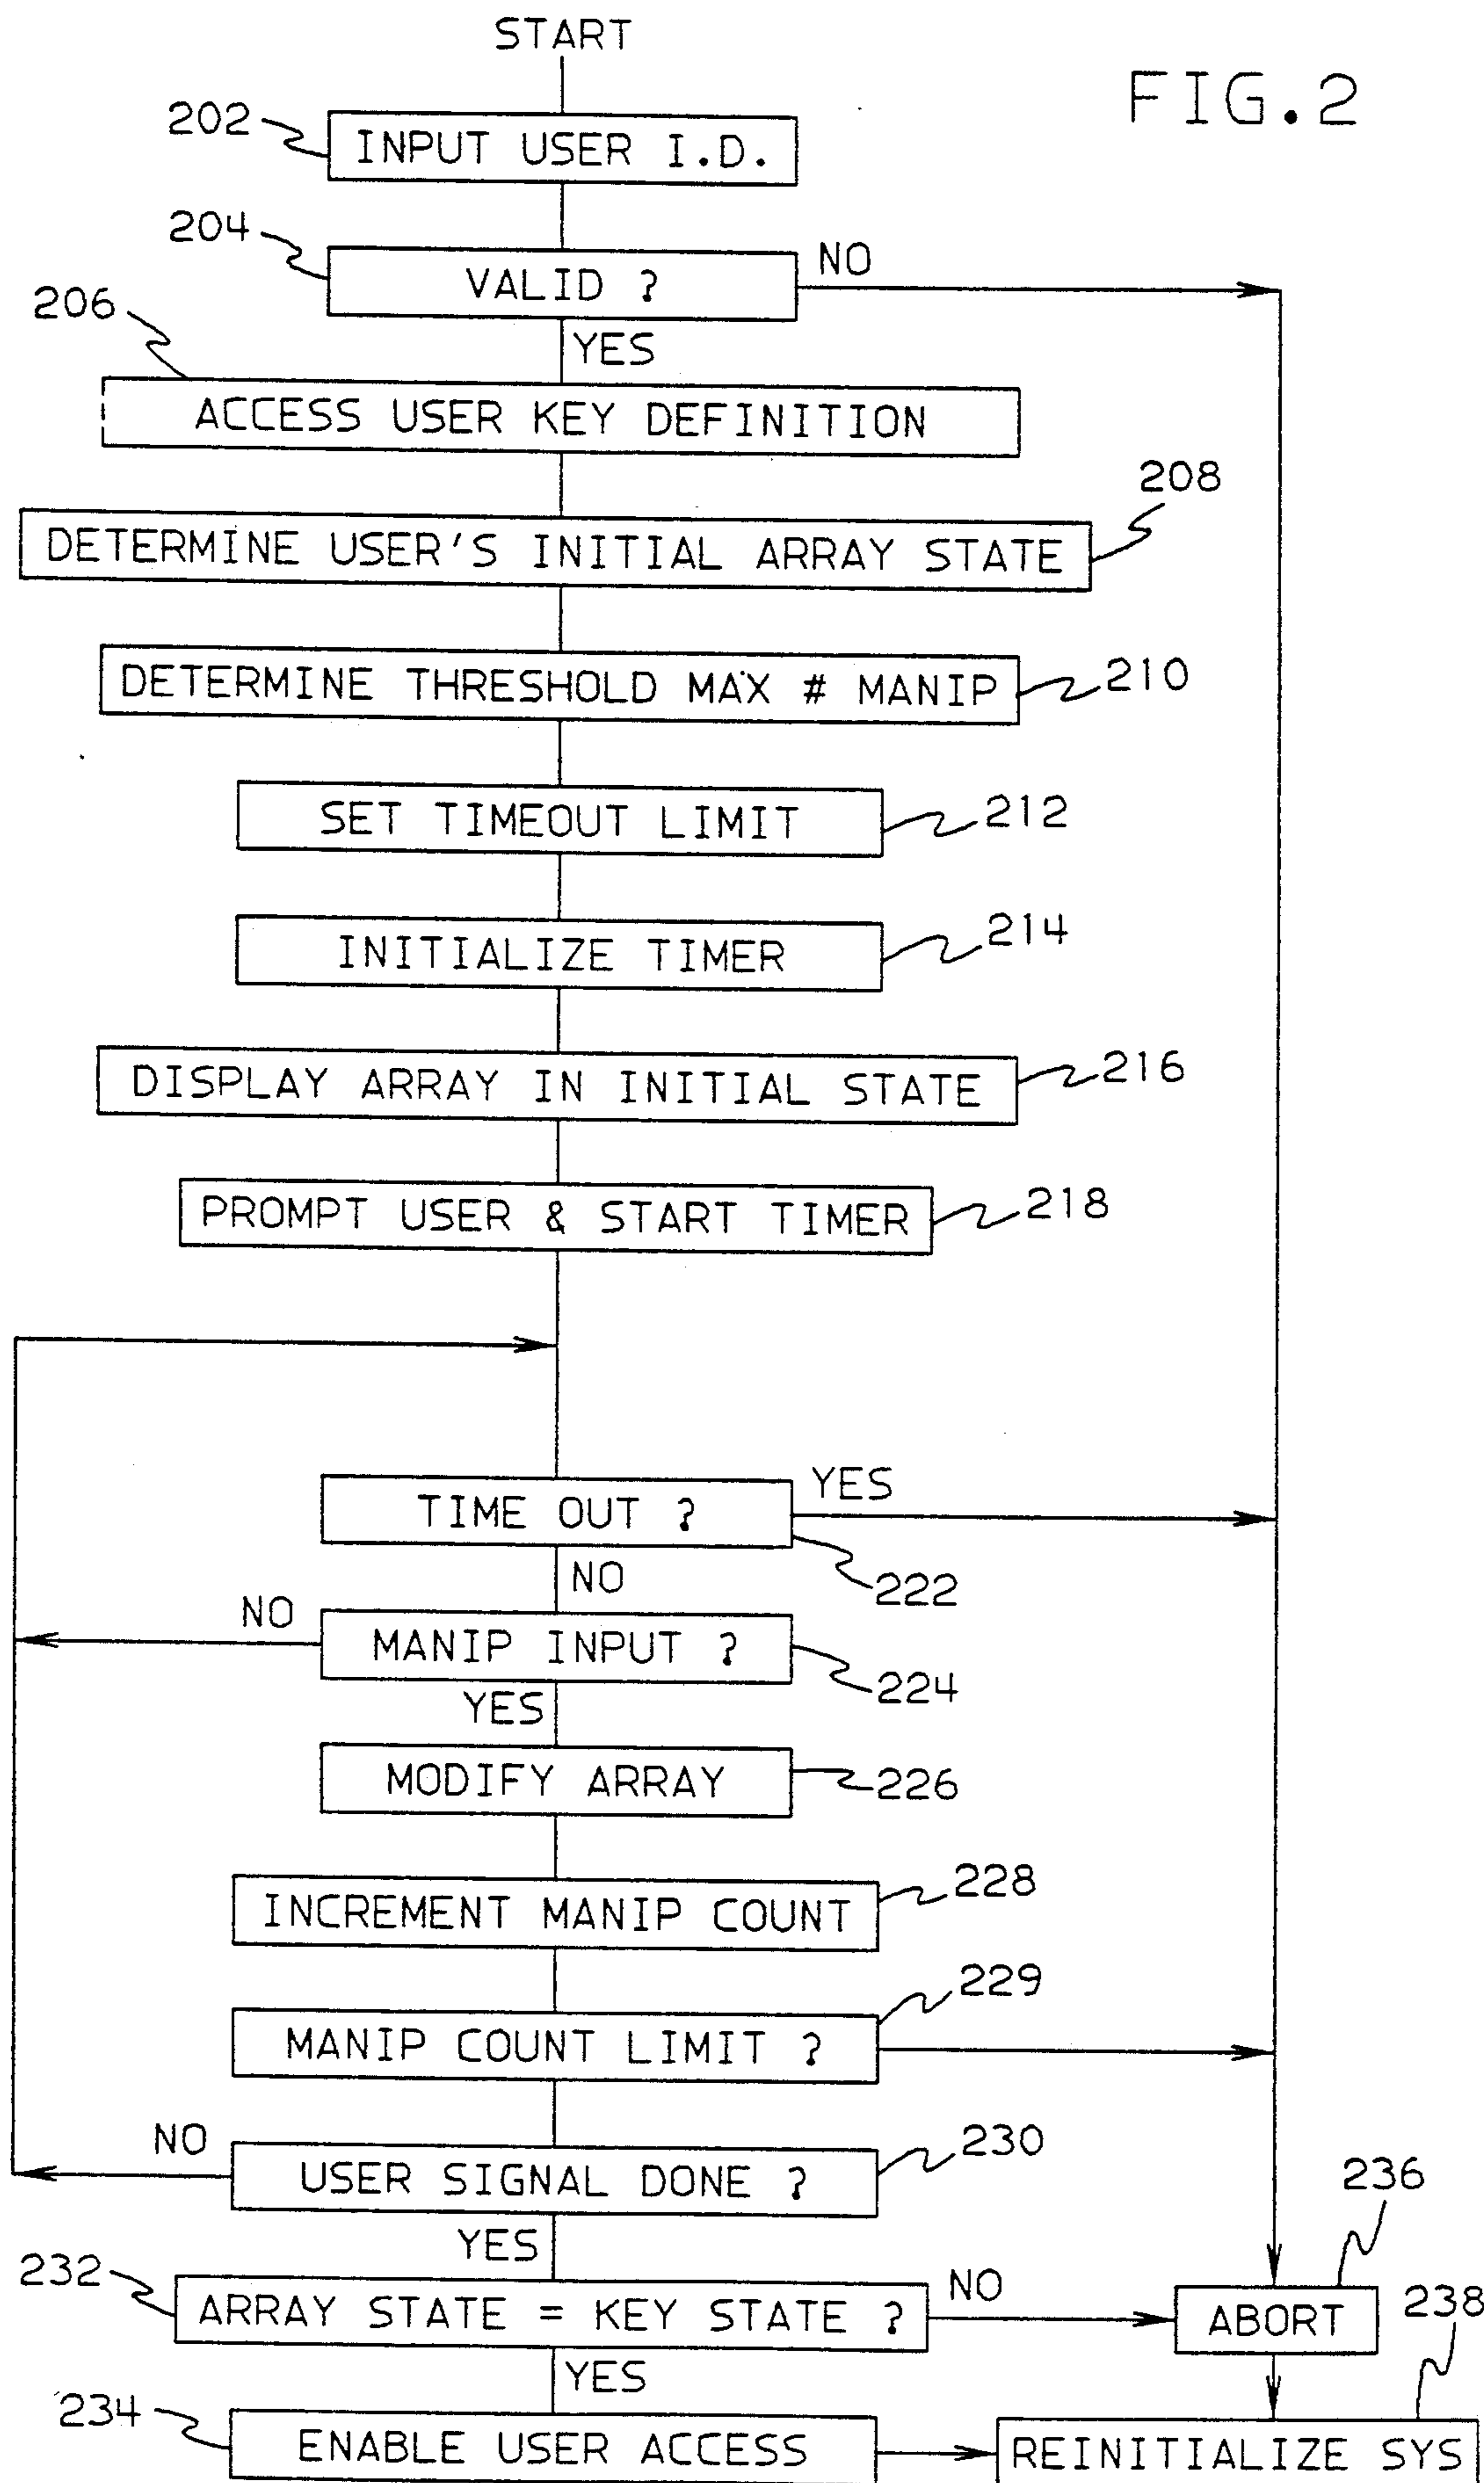 START
FIG.2
202
INPUT USER I.D.
204
VALID ?
NO
206
YES
ACCESS USER KEY DEFINITION
208
DETERMINE USER'S INITIAL ARRAY STATE
DETERMINE THRESHOLD MAX # MANIP
210
SET TIMEOUT LIMIT
212
INITIALIZE TIMER
214
DISPLAY ARRAY IN INITIAL STATE
216
PROMPT USER & START TIMER
218
TIME OUT ?
YES
222
NO
NO
MANIP INPUT ?
224
YES
MODIFY ARRAY
226
INCREMENT MANIP COUNT
228
MANIP COUNT LIMIT ?
229
NO
USER SIGNAL DONE ?
230
YES
236
232
ARRAY STATE = KEY STATE ?
NO
ABORT
238
YES
234
ENABLE USER ACCESS
REINITIALIZE SYS